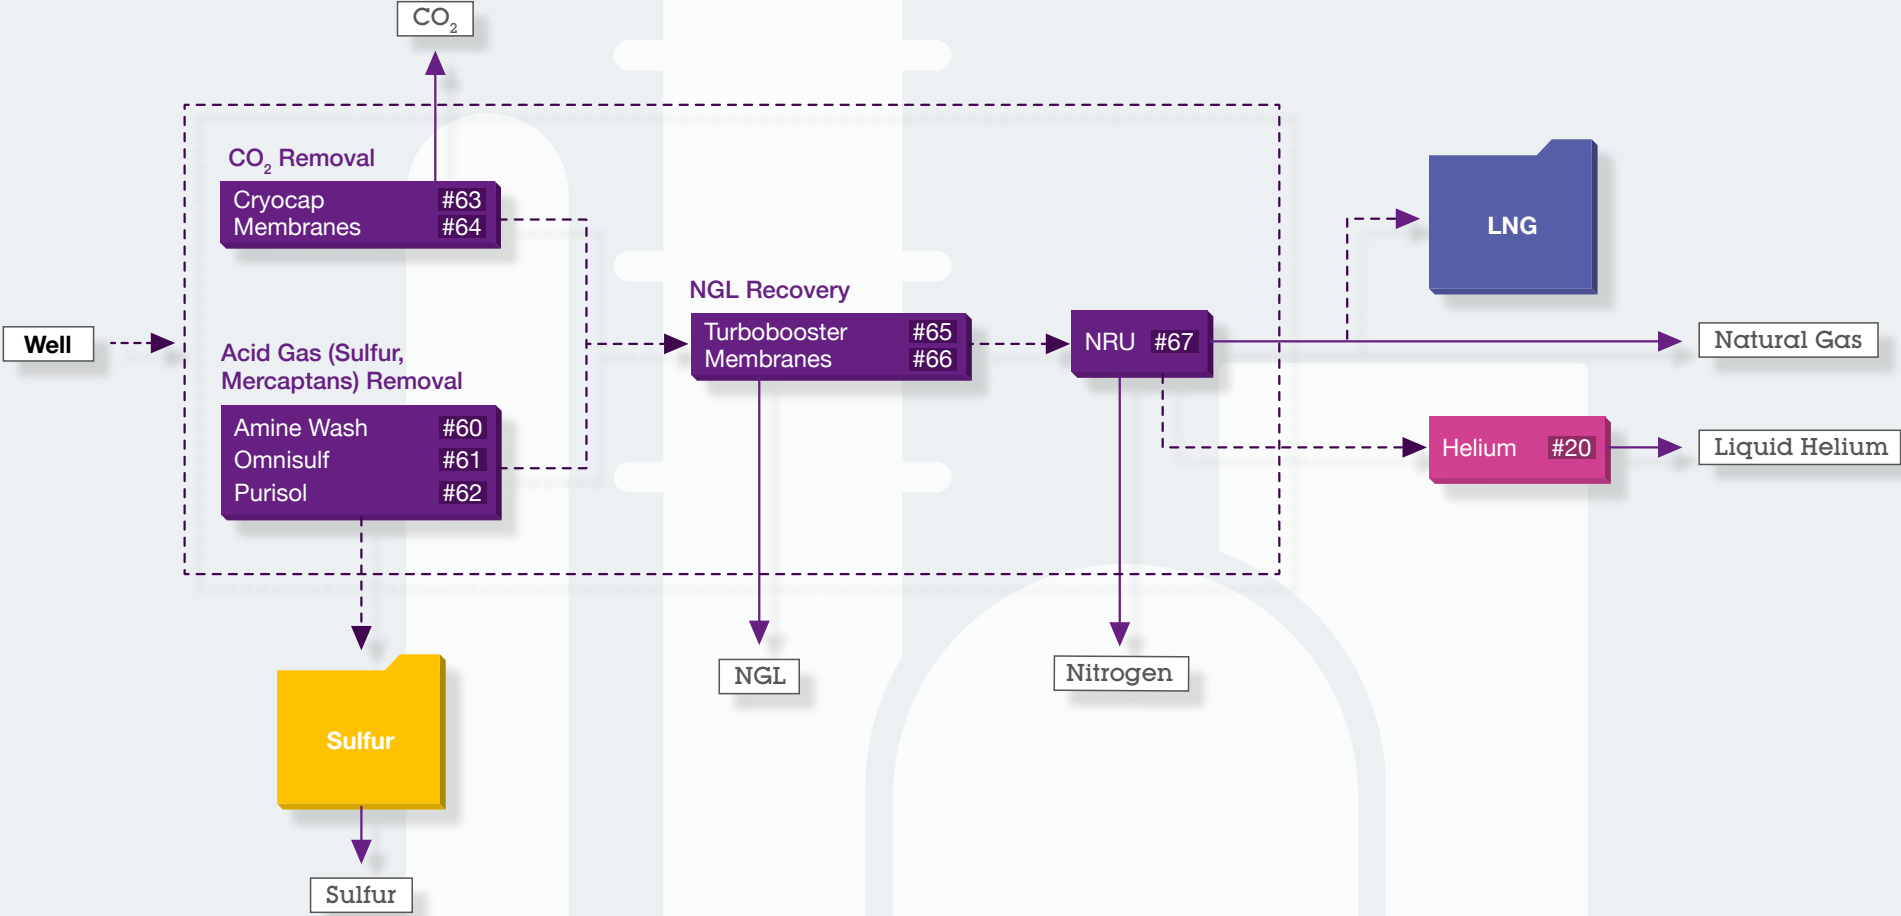 CO₂
CO₂ Removal
Cryocap #63
Membranes #64
Well
Acid Gas (Sulfur,
Mercaptans) Removal
Amine Wash #60
Omnisulf #61
Purisol #62
NGL Recovery
Turbobooster #65
Membranes #66
NRU #67
LNG
Natural Gas
Helium #20
Liquid Helium
NGL
Nitrogen
Sulfur
Sulfur